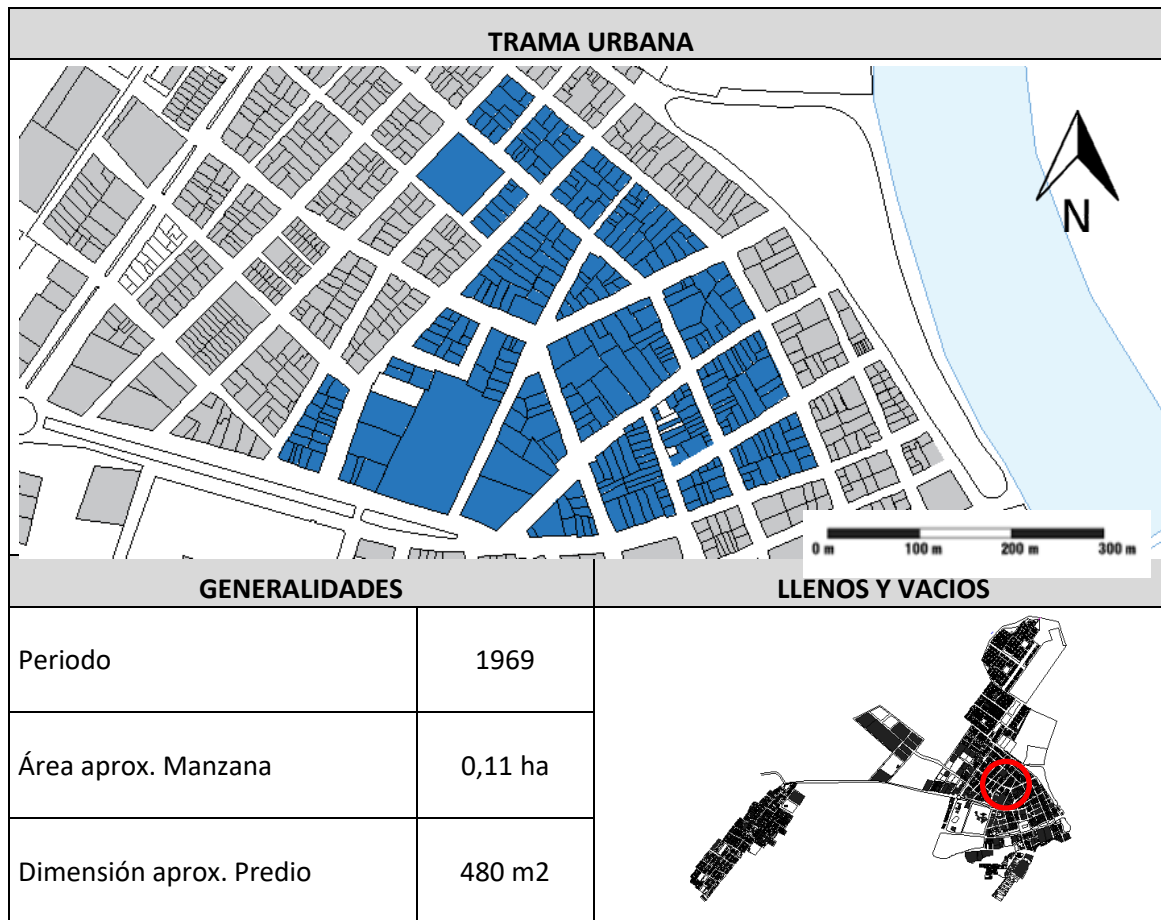 TRAMA URBANA
N
0 m 100 m 200 m 300 m
GENERALIDADES
LLENOS Y VACIOS
Periodo 1969
Área aprox. Manzana 0,11 ha
Dimensión aprox. Predio 480 m2